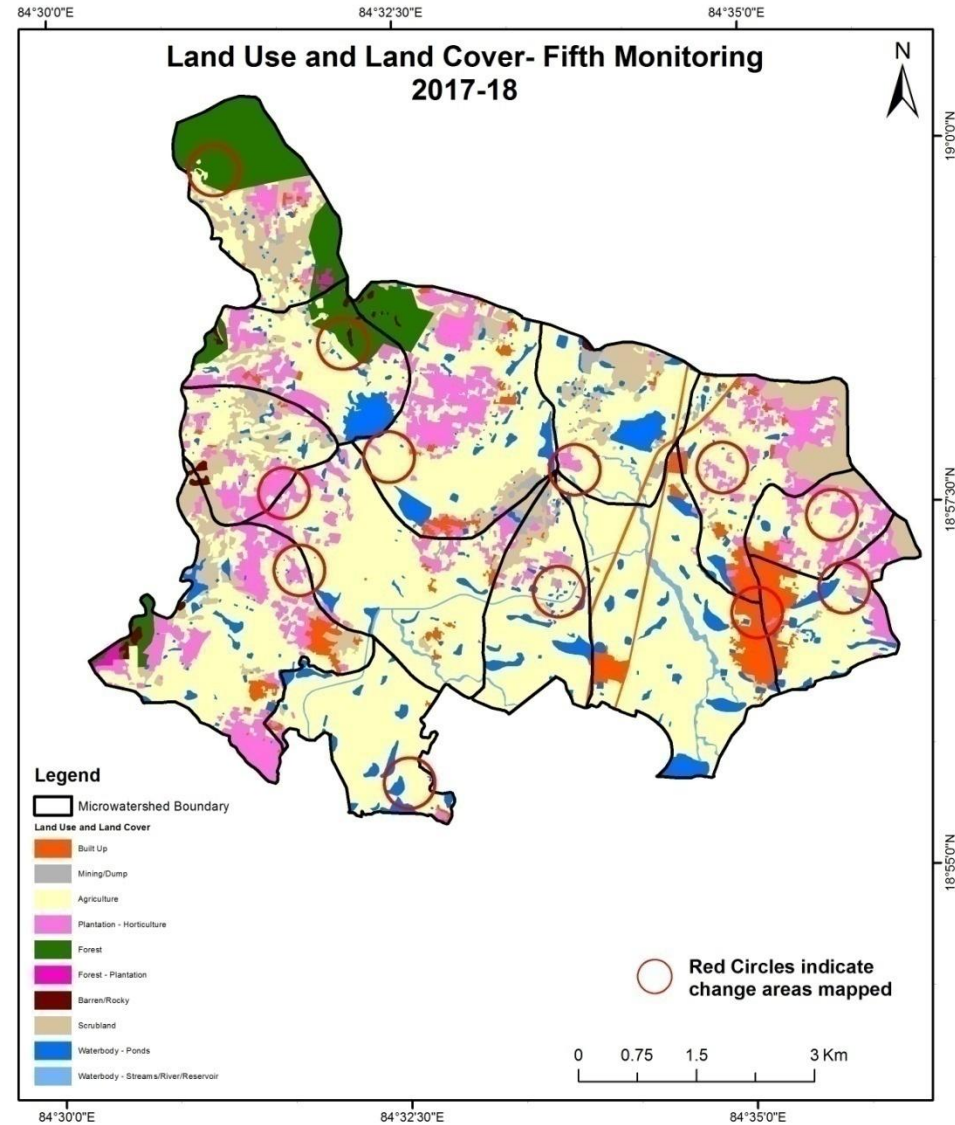 84°30'0"E
84°32'30"E
84°35'0"E
Land Use and Land Cover- Fifth Monitoring
2017-18
N
19°0'0"N
18°57'30"N
18°55'0"N
Legend
Microwatershed Boundary
Land Use and Land Cover
Built Up
Mining/Dump
Agriculture
Plantation - Horticulture
Forest
Forest - Plantation
Barren/Rocky
Scrubland
Waterbody - Ponds
Waterbody - Streams/River/Reservoir
Red Circles indicate
change areas mapped
0 0.75 1.5 3 Km
84°30'0"E
84°32'30"E
84°35'0"E